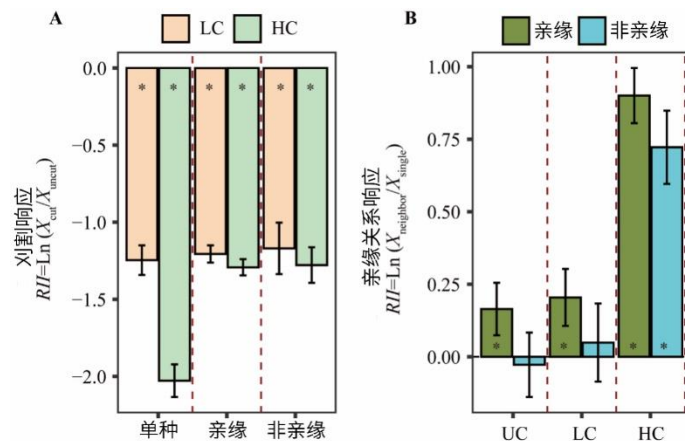 A
LC HC
0.0
-0.5
-1.0
-1.5
-2.0
刈割响应
RII=Ln (Xcut/Xuncut)
* * * * * *
单种 亲缘 非亲缘
B
亲缘 非亲缘
1.00
0.75
0.50
0.25
0.00
亲缘关系响应
RII=Ln (Xneighbor/Xsingle)
* * * *
UC LC HC